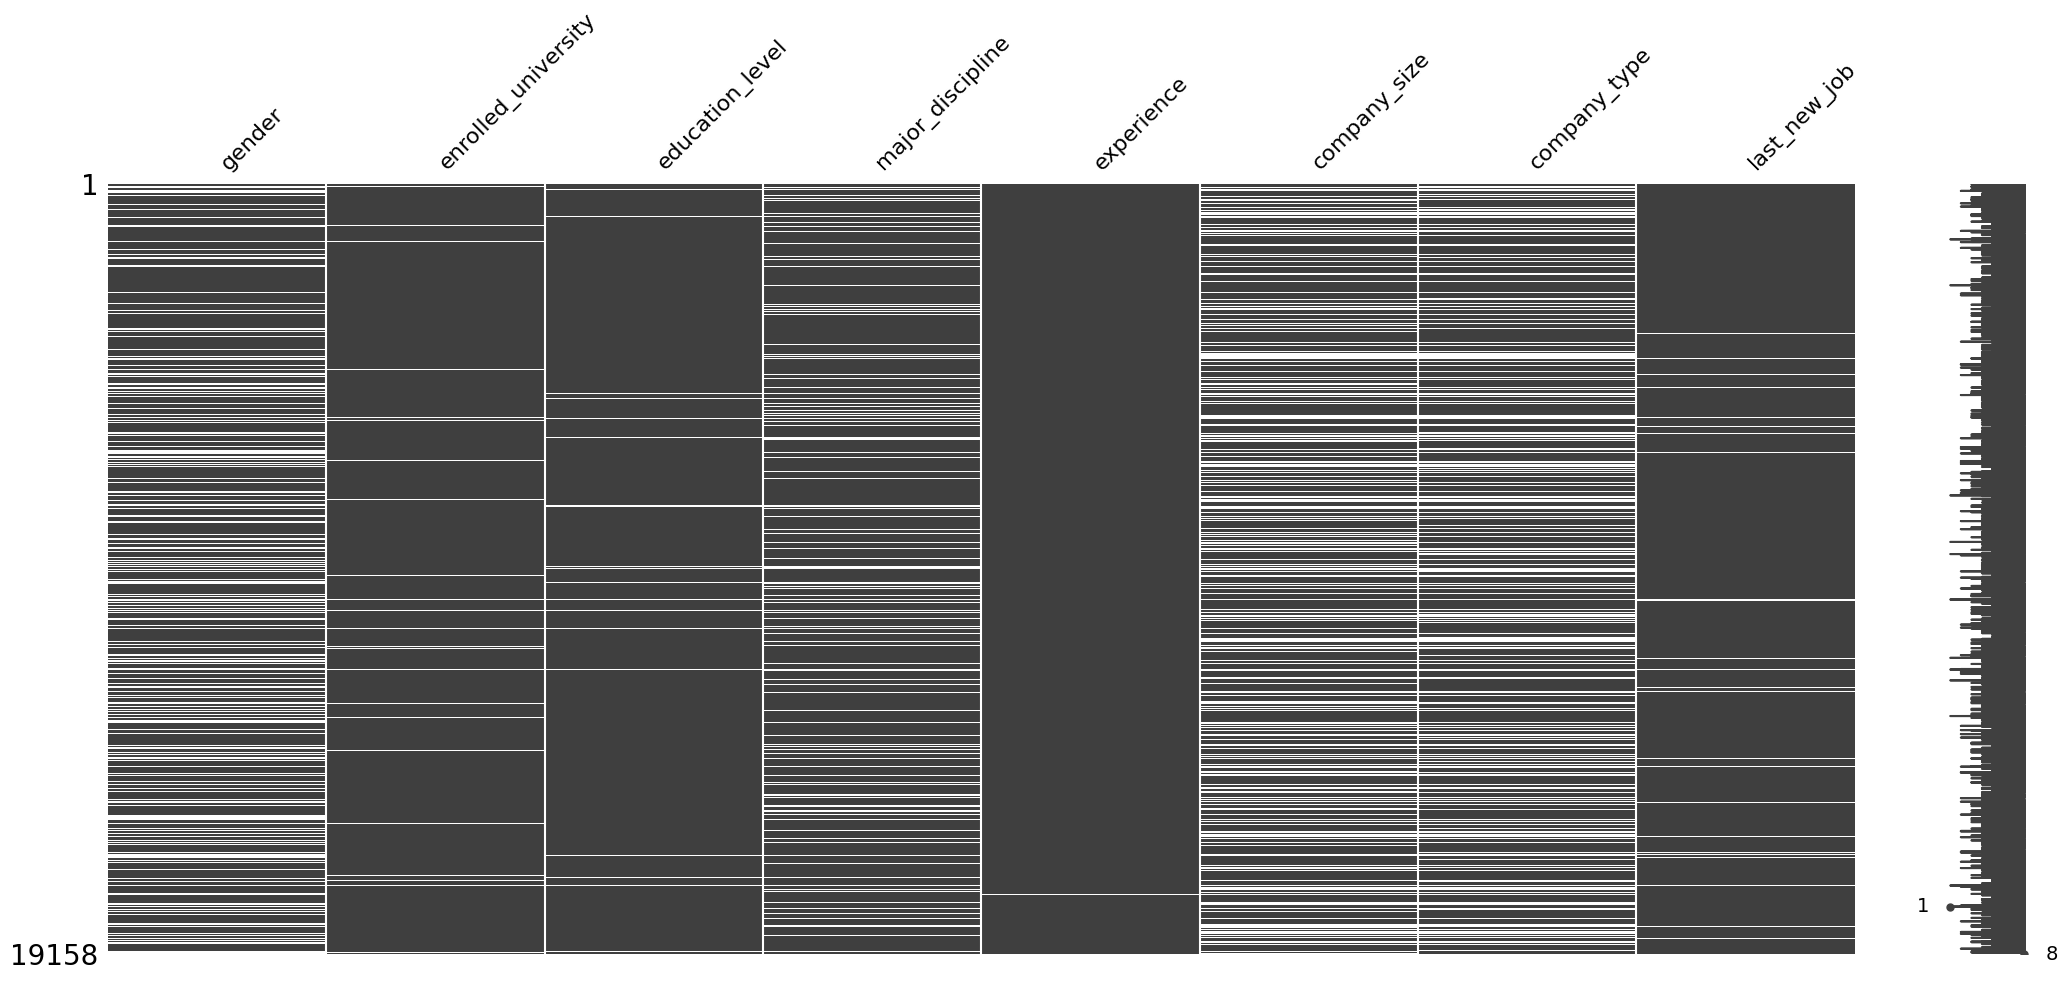 gender
enrolled_university
education_level
major_discipline
experience
company_size
company_type
last_new_job
1
19158
1
8